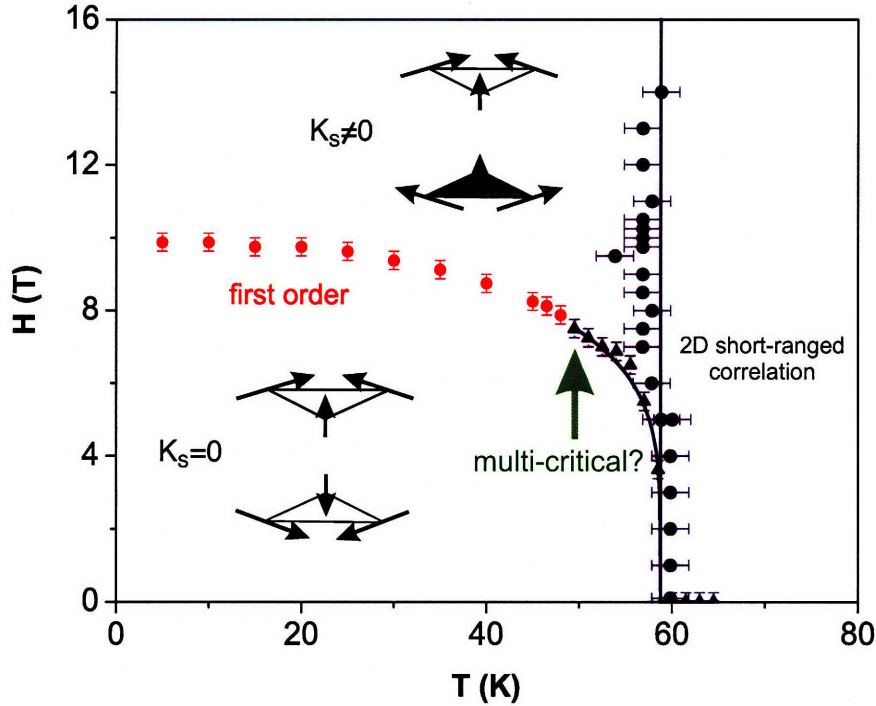 16
12
8
4
0
H (T)
K_s≠0
first order
2D short-ranged
correlation
K_s=0
multi-critical?
0
20
40
60
80
T (K)